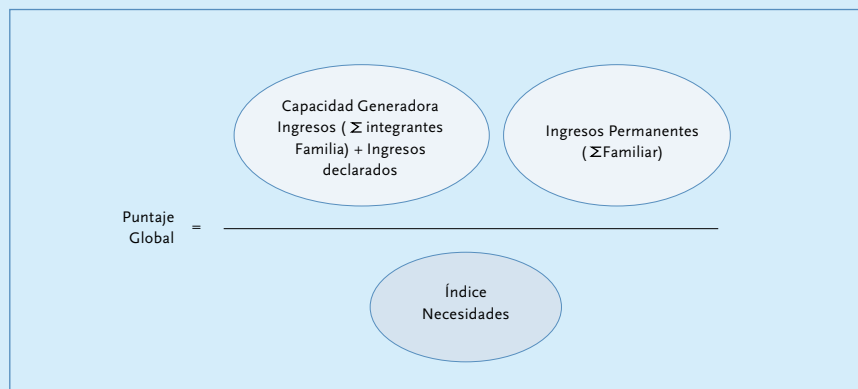 Capacidad Generadora
Ingresos ( Σ integrantes
Familia) + Ingresos
declarados
Ingresos Permanentes
( ΣFamiliar)
Puntaje
Global =
Índice
Necesidades